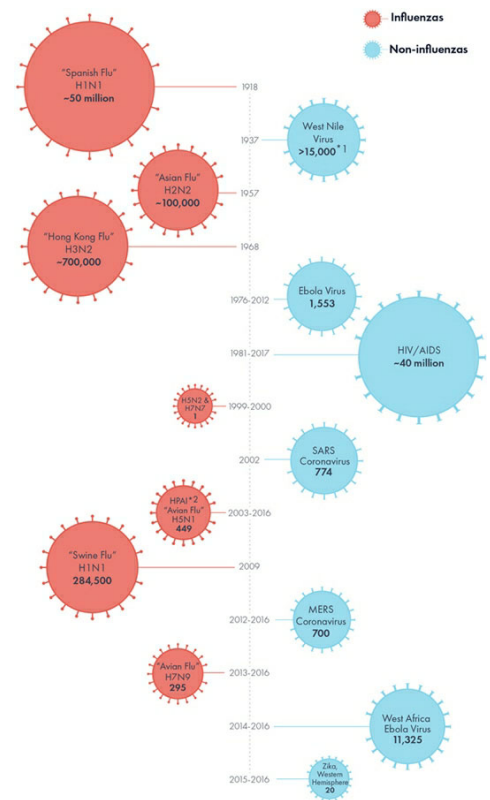 Influenzas
Non-influenzas
"Spanish Flu"
H1N1
~50 million
1918
1937
West Nile
Virus
>15,000*1
"Asian Flu"
H2N2
~100,000
1957
"Hong Kong Flu"
H3N2
~700,000
1968
1976-2012
Ebola Virus
1,553
1981-2017
HIV/AIDS
~40 million
H5N2 &
H7N7
1
1999-2000
2002
SARS
Coronavirus
774
HPAI*2
"Avian Flu"
H5N1
449
2003-2016
"Swine Flu"
H1N1
284,500
2009
2012-2016
MERS
Coronavirus
700
"Avian Flu"
H7N9
295
2013-2016
2014-2016
West Africa
Ebola Virus
11,325
2015-2016
Zika,
Western
Hemisphere
20